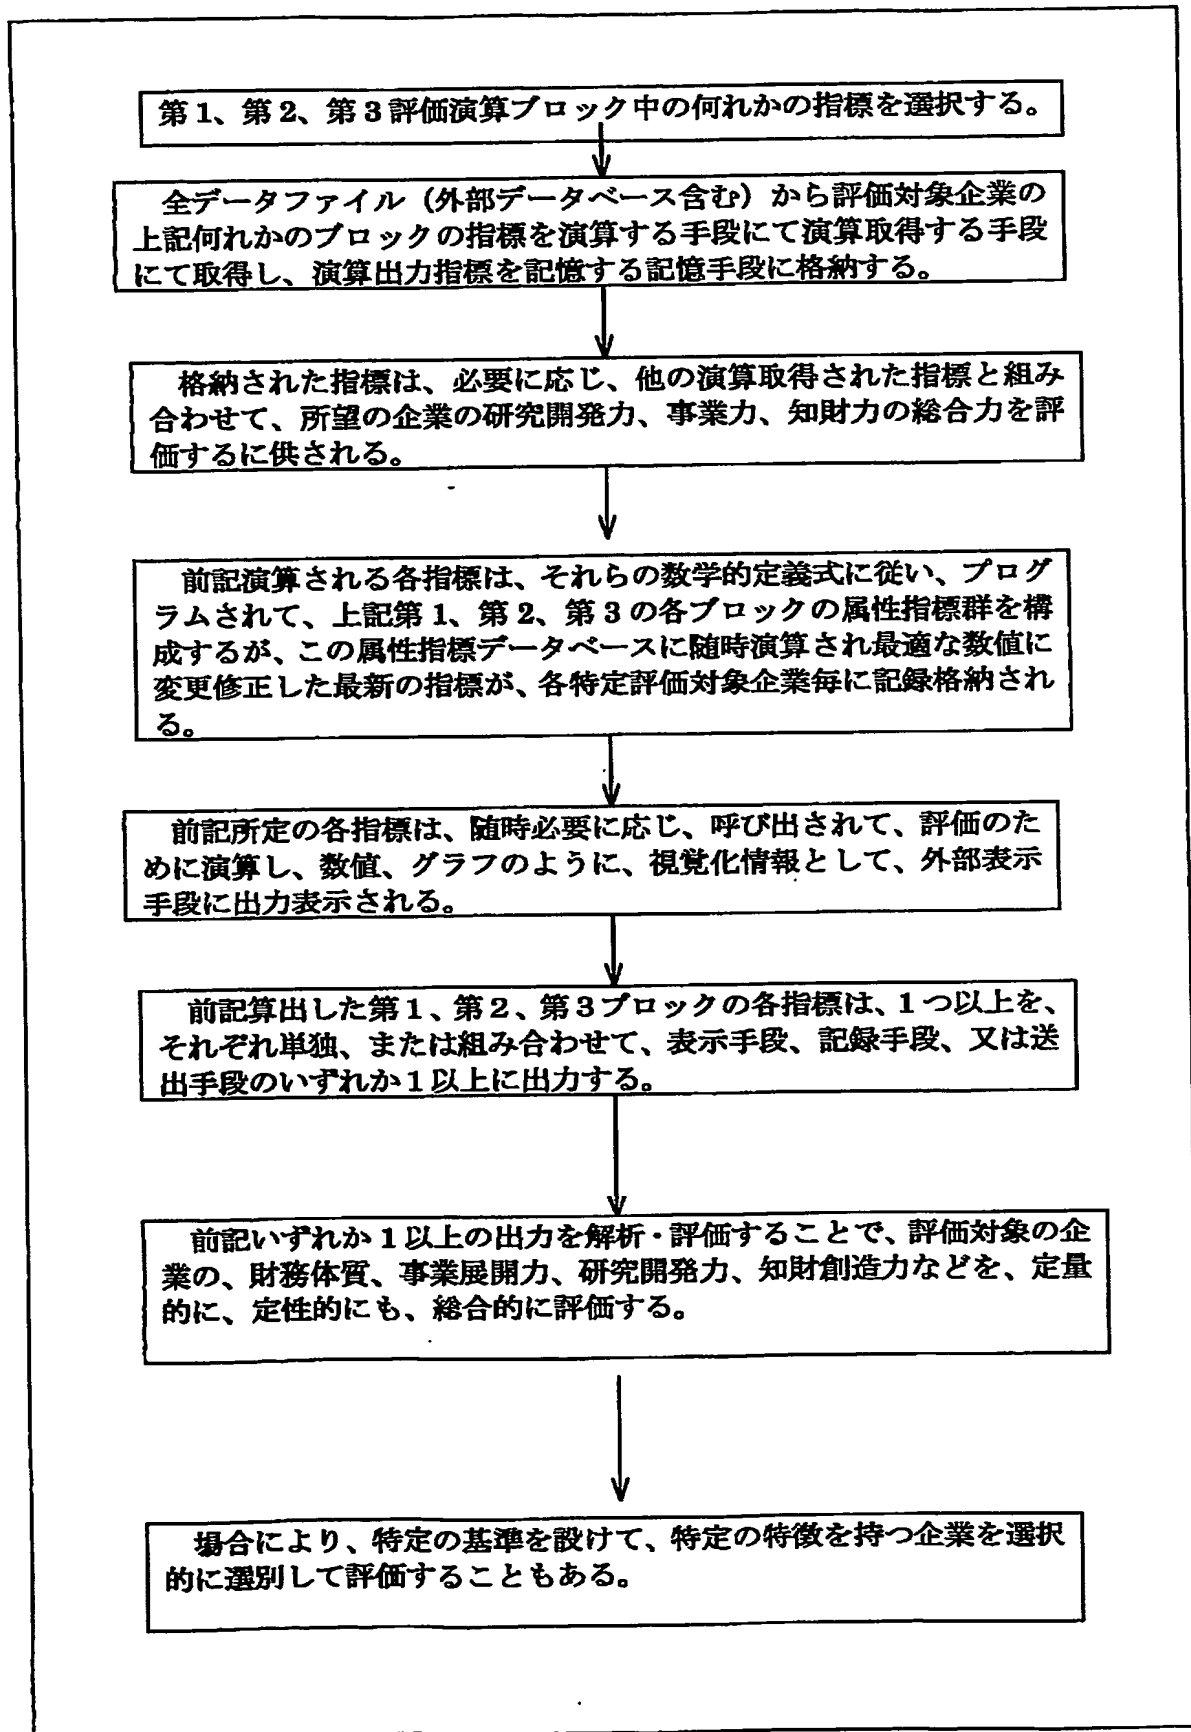 第1、第2、第3評価演算ブロック中の何れかの指標を選択する。
全データファイル（外部データベース含む）から評価対象企業の
上記何れかのブロックの指標を演算する手段にて演算取得する手段
にて取得し、演算出力指標を記憶する記憶手段に格納する。
格納された指標は、必要に応じ、他の演算取得された指標と組み
合わせて、所望の企業の研究開発力、事業力、知財力の総合力を評
価するに供される。
前記演算される各指標は、それらの数学的定義式に従い、プログ
ラムされて、上記第1、第2、第3の各ブロックの属性指標群を構
成するが、この属性指標データベースに随時演算され最適な数値に
変更修正した最新の指標が、各特定評価対象企業毎に記録格納され
る。
前記所定の各指標は、随時必要に応じ、呼び出されて、評価のた
めに演算し、数値、グラフのように、視覚化情報として、外部表示
手段に出力表示される。
前記算出した第1、第2、第3ブロックの各指標は、1つ以上を、
それぞれ単独、または組み合わせて、表示手段、記録手段、又は送
出手段のいずれか1以上に出力する。
前記いずれか1以上の出力を解析・評価することで、評価対象の企
業の、財務体質、事業展開力、研究開発力、知財創造力などを、定量
的に、定性的にも、総合的に評価する。
場合により、特定の基準を設けて、特定の特徴を持つ企業を選択
的に選別して評価することもある。